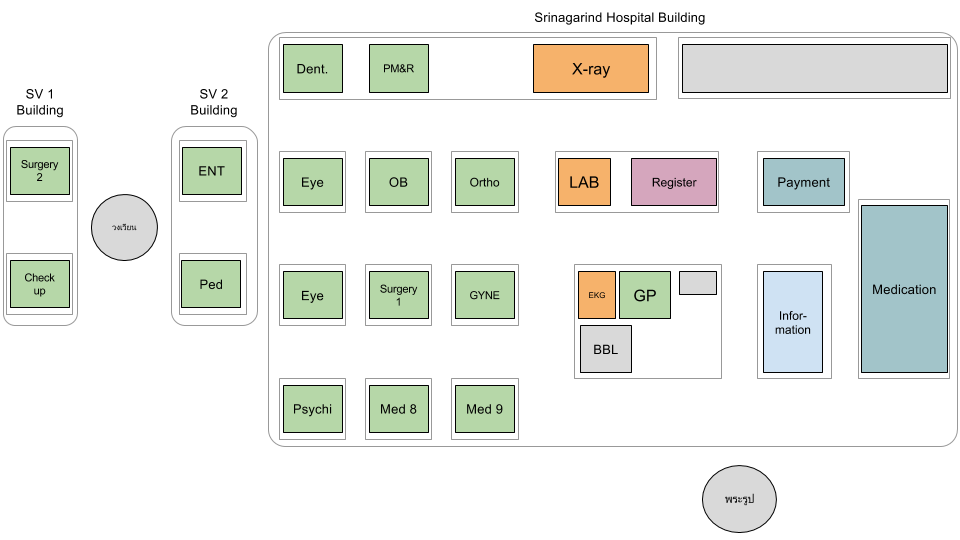 Srinagarind Hospital Building
SV 1
Building
SV 2
Building
Dent.
PM&R
X-ray
Surgery
2
ENT
Eye
OB
Ortho
LAB
Register
Payment
วงเวียน
Check
up
Ped
Eye
Surgery
1
GYNE
EKG
GP
BBL
Infor-
mation
Medication
Psychi
Med 8
Med 9
พระรูป